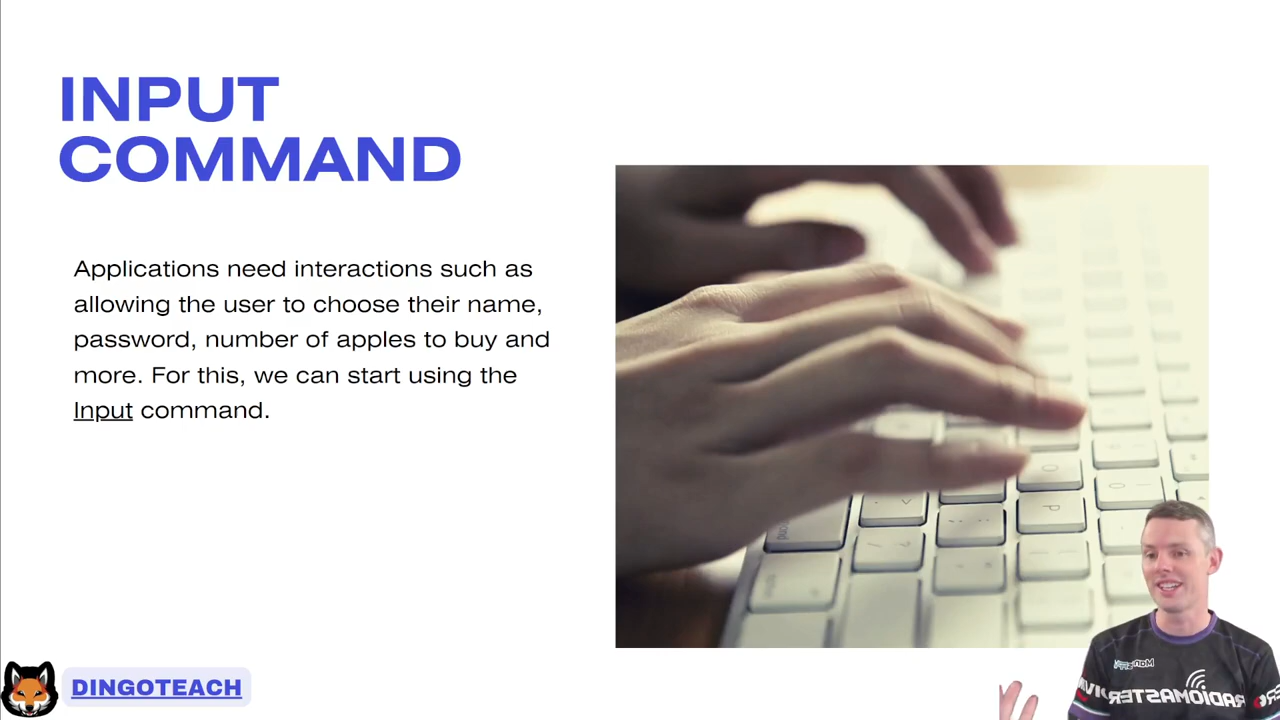 INPUT
COMMAND
Applications need interactions such as
allowing the user to choose their name,
password, number of apples to buy and
more. For this, we can start using the
Input command.
DINGOTEACH
RADIOMASTER